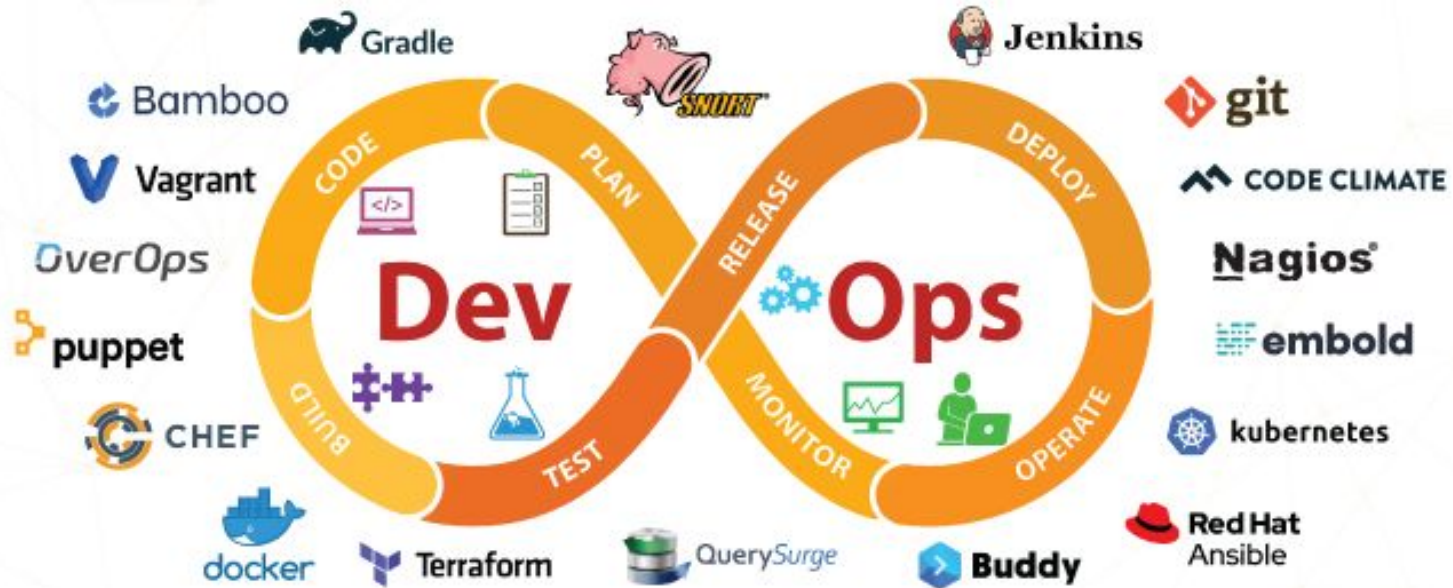 Gradle
SNORT
Jenkins
Bamboo
git
CODE
PLAN
RELEASE
DEPLOY
Vagrant
</>
CODE CLIMATE
OverOps
Dev
Ops
Nagios®
puppet
embold
BUILD
TEST
MONITOR
OPERATE
CHEF
kubernetes
docker
Terraform
QuerySurge
Buddy
Red Hat
Ansible